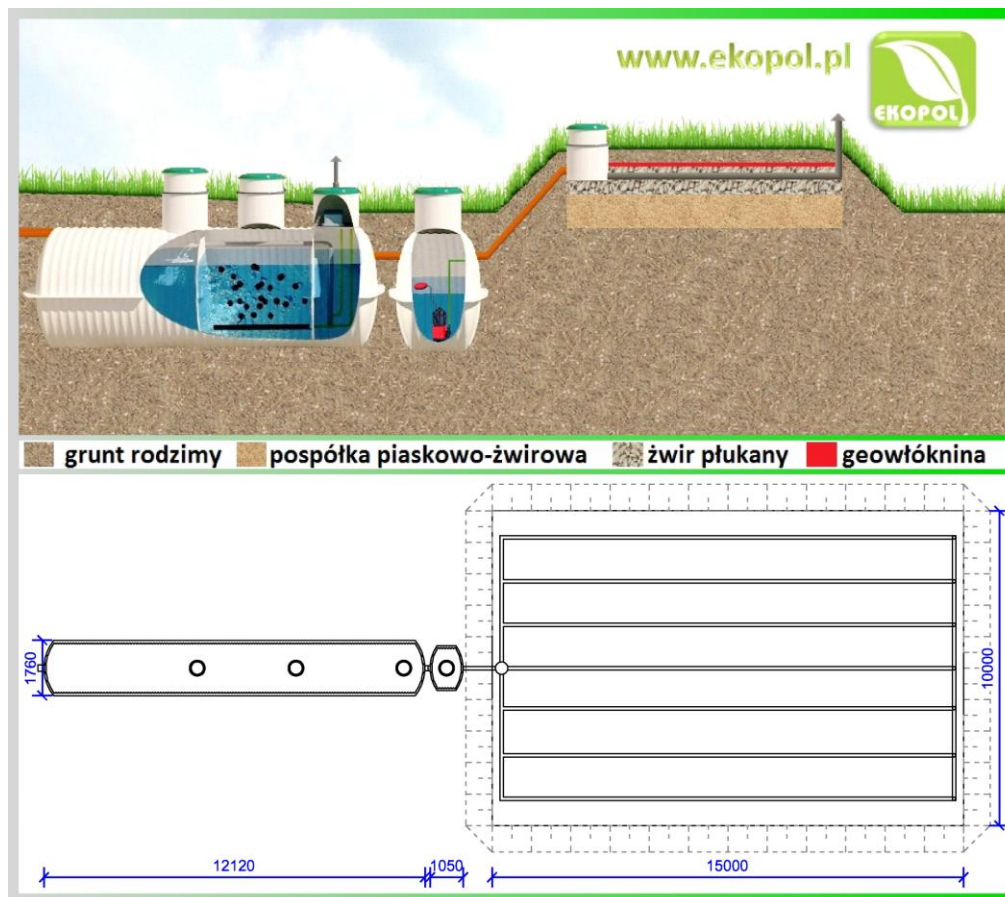 www.ekopol.pl
EKOPOL
grunt rodzimy pospółka piaskowo-żwirowa żwir płukany geowłóknina
1760
10000
12120 1050 15000